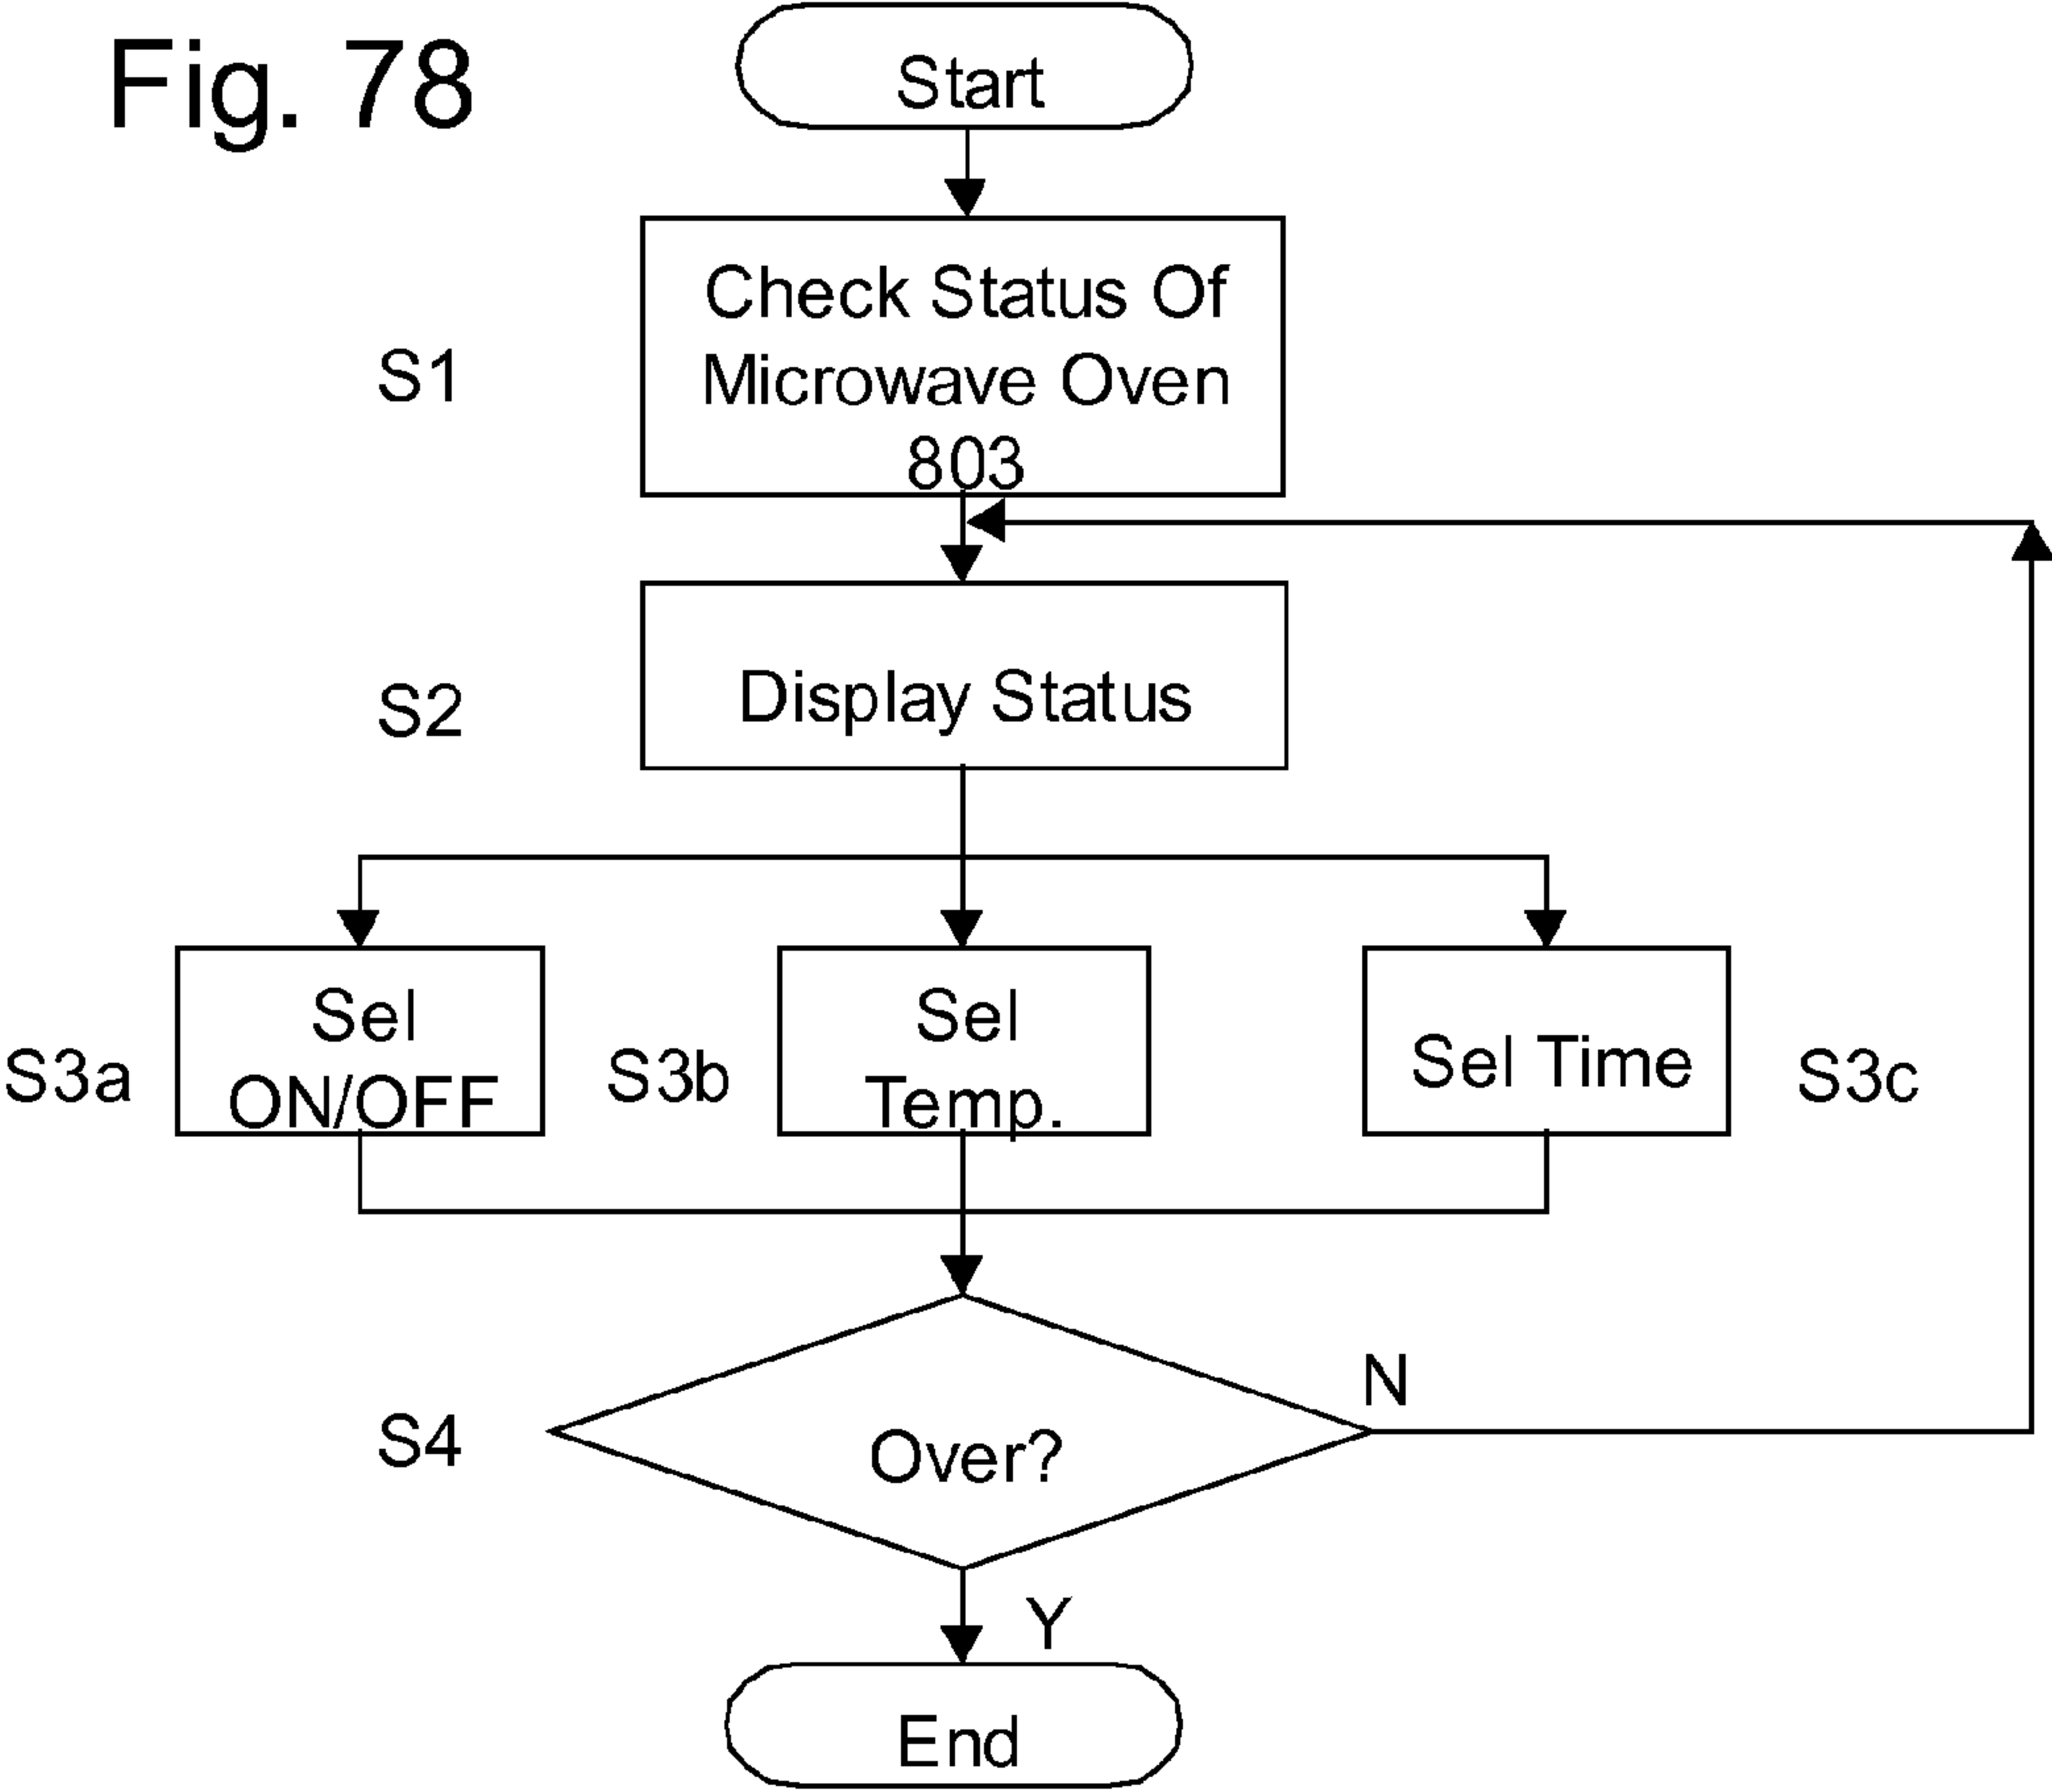 Fig. 78
Start
S1
Check Status Of
Microwave Oven
803
S2
Display Status
S3a
Sel
ON/OFF
S3b
Sel
Temp.
Sel Time
S3c
S4
Over?
N
Y
End